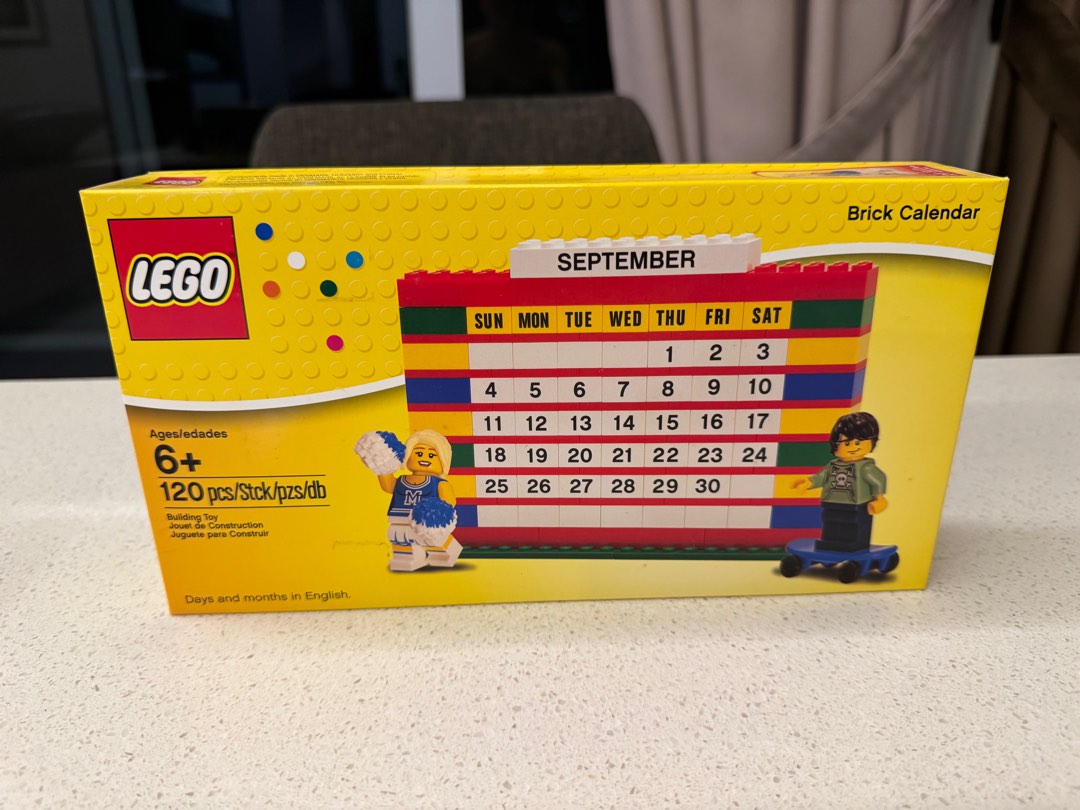 LEGO
Brick Calendar
LEGO
SEPTEMBER
SUN MON TUE WED THU FRI SAT
1 2 3
4 5 6 7 8 9 10
11 12 13 14 15 16 17
18 19 20 21 22 23 24
25 26 27 28 29 30
M
Ages/edades
6+
120 pcs/Stck/pzs/db
Building Toy
Jouet de Construction
Juguete para Construir
Days and months in English.